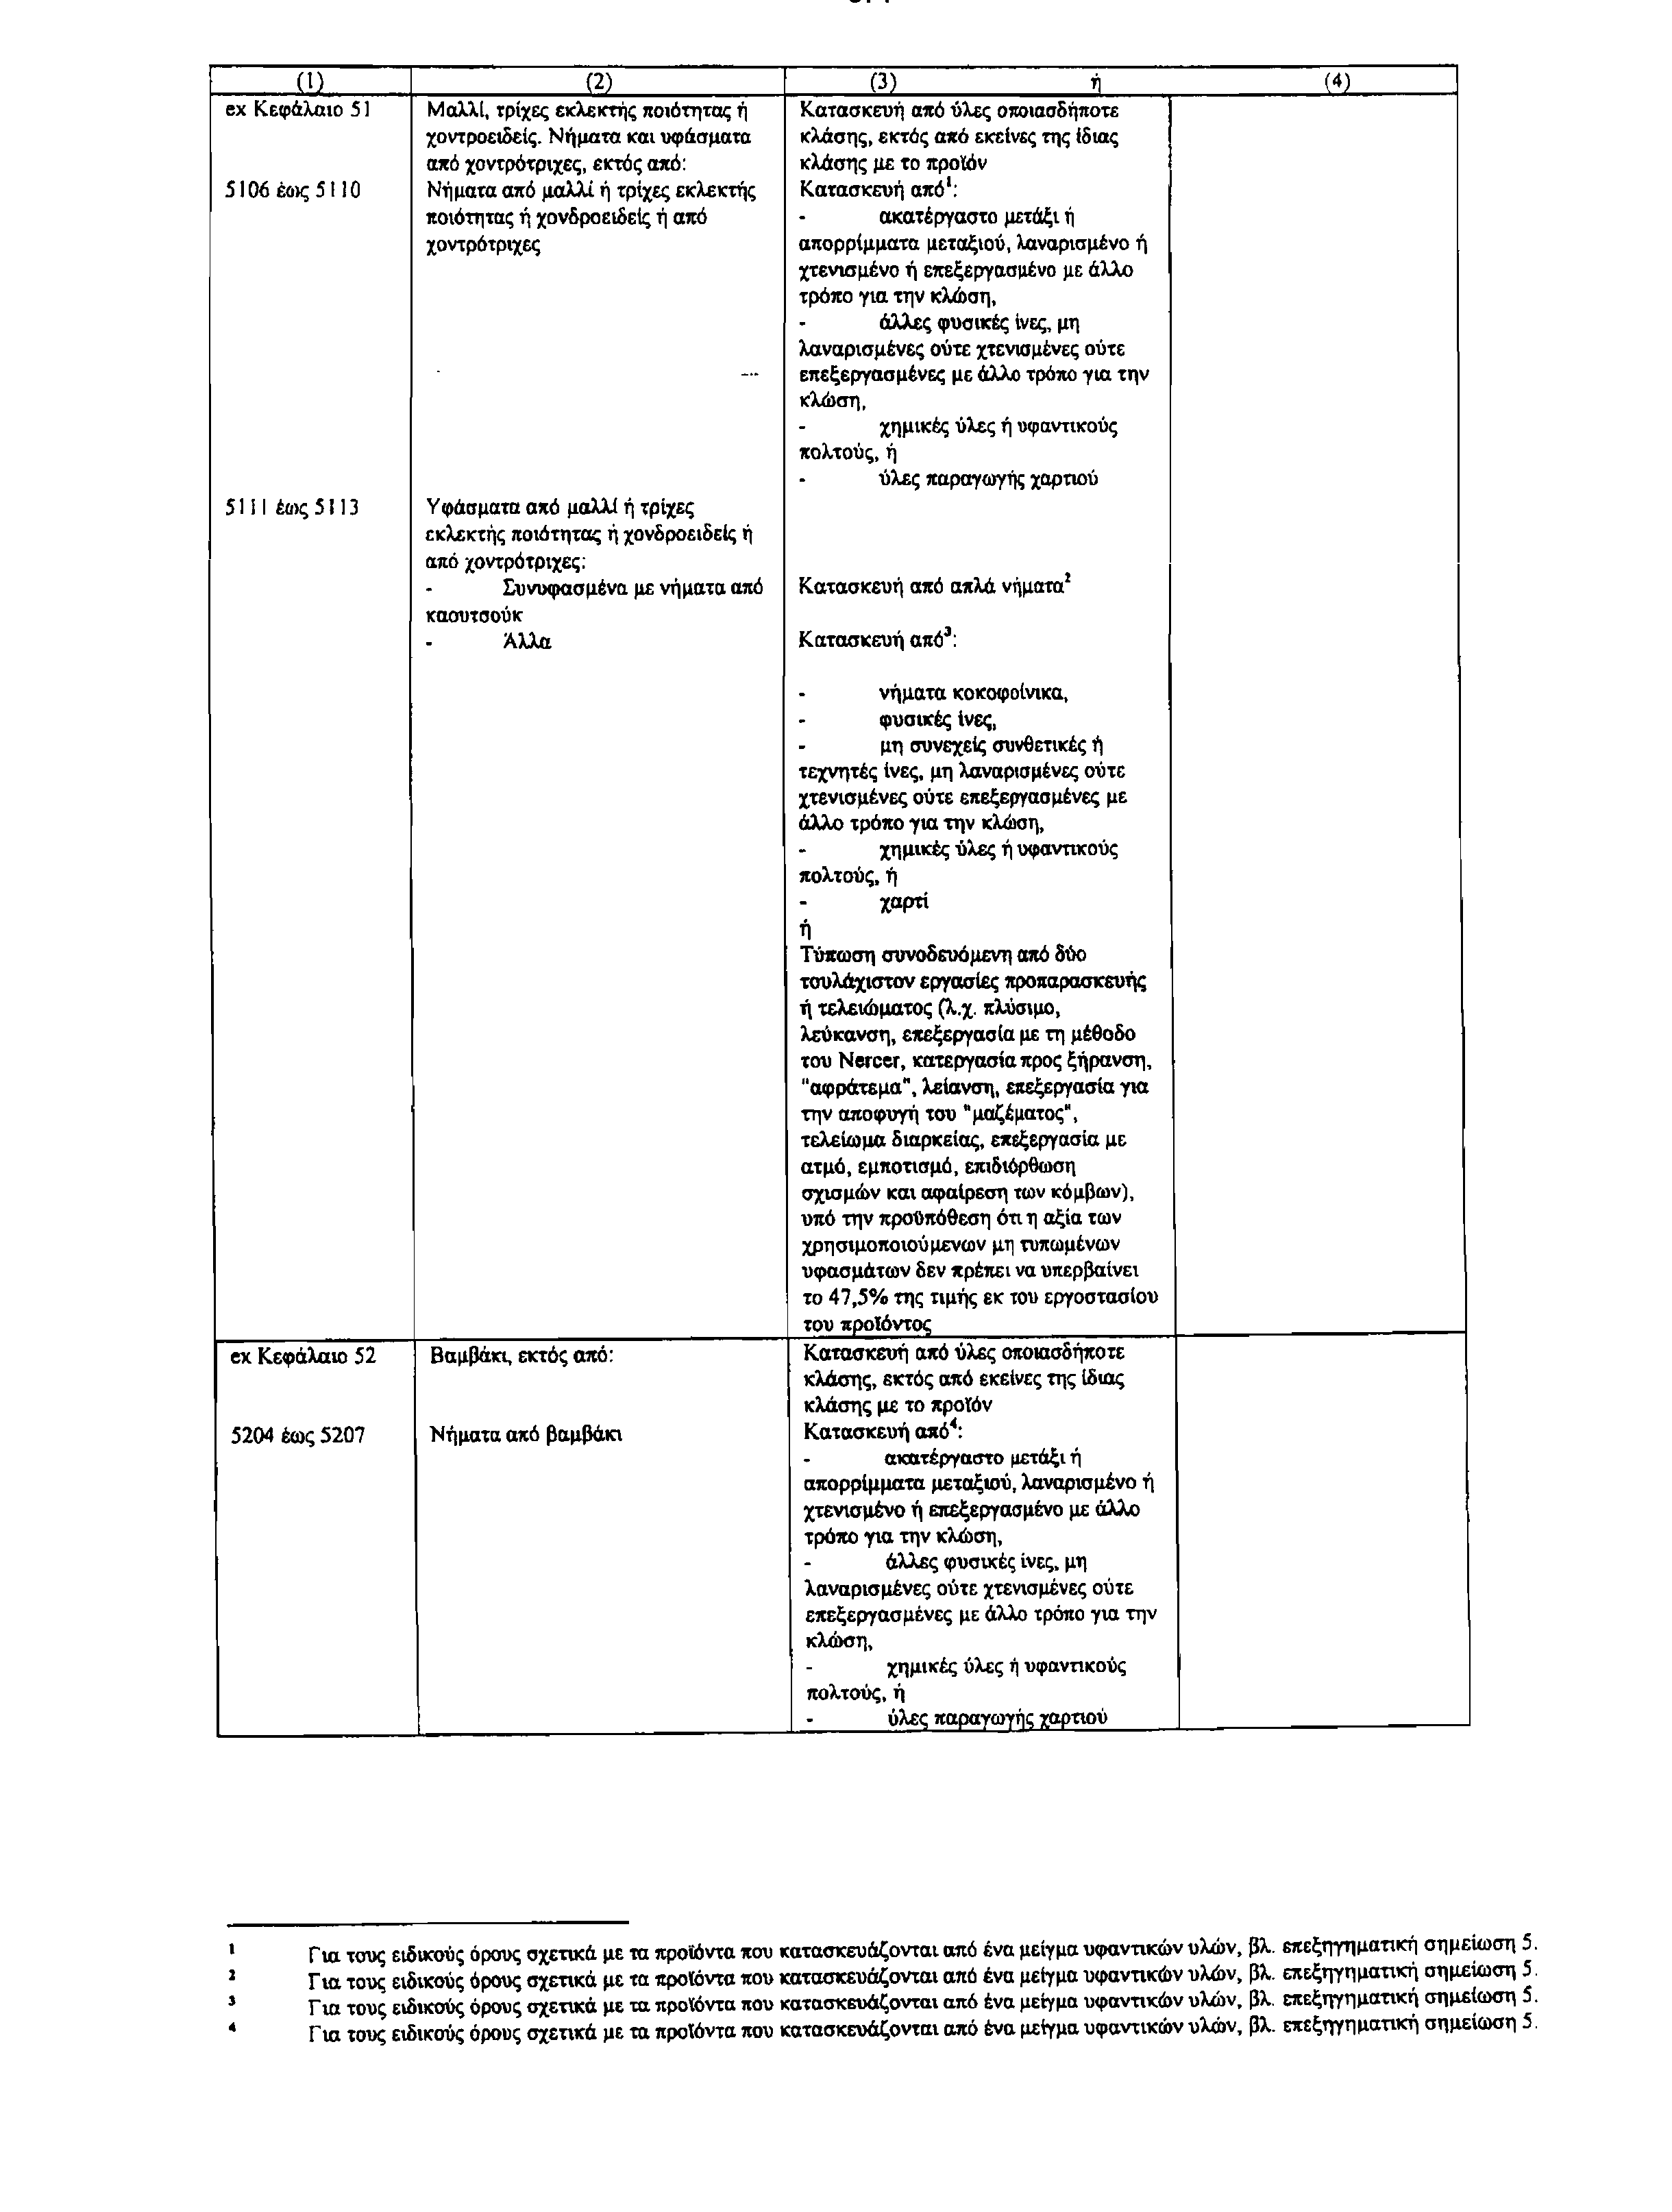 (1) (2) (3) ή (4)
ex Κεφάλαιο 51
Μαλλί, τρίχες εκλεκτής ποιότητας ή
χοντροειδείς. Νήματα και υφάσματα
από χοντρότριχες, εκτός από:
Κατασκευή από ύλες οποιασδήποτε
κλάσης, εκτός από εκείνες της ίδιας
κλάσης με το προϊόν
5106 έως 5110
Νήματα από μαλλί ή τρίχες εκλεκτής
ποιότητας ή χονδροειδείς ή από
χοντρότριχες
Κατασκευή από¹:
- ακατέργαστο μετάξι ή
απορρίμματα μεταξιού, λαναρισμένο ή
χτενισμένο ή επεξεργασμένο με άλλο
τρόπο για την κλώση,
- άλλες φυσικές ίνες, μη
λαναρισμένες ούτε χτενισμένες ούτε
επεξεργασμένες με άλλο τρόπο για την
κλώση,
- χημικές ύλες ή υφαντικούς
πολτούς, ή
- ύλες παραγωγής χαρτιού
5111 έως 5113
Υφάσματα από μαλλί ή τρίχες
εκλεκτής ποιότητας ή χονδροειδείς ή
από χοντρότριχες:
- Συνυφασμένα με νήματα από
καουτσούκ
Κατασκευή από απλά νήματα²
- Άλλα
Κατασκευή από³:
- νήματα κοκοφοίνικα,
- φυσικές ίνες,
- μη συνεχείς συνθετικές ή
τεχνητές ίνες, μη λαναρισμένες ούτε
χτενισμένες ούτε επεξεργασμένες με
άλλο τρόπο για την κλώση,
- χημικές ύλες ή υφαντικούς
πολτούς, ή
- χαρτί
ή
Τύπωση συνοδευόμενη από δύο
τουλάχιστον εργασίες προπαρασκευής
ή τελειώματος (λ.χ. πλύσιμο,
λεύκανση, επεξεργασία με τη μέθοδο
του Nercer, κατεργασία προς ξήρανση,
"αφράτεμα", λείανση, επεξεργασία για
την αποφυγή του "μαζέματος",
τελείωμα διαρκείας, επεξεργασία με
ατμό, εμποτισμό, επιδιόρθωση
σχισμών και αφαίρεση των κόμβων),
υπό την προϋπόθεση ότι η αξία των
χρησιμοποιούμενων μη τυπωμένων
υφασμάτων δεν πρέπει να υπερβαίνει
το 47,5% της τιμής εκ του εργοστασίου
του προϊόντος
ex Κεφάλαιο 52
Βαμβάκι, εκτός από:
Κατασκευή από ύλες οποιασδήποτε
κλάσης, εκτός από εκείνες της ίδιας
κλάσης με το προϊόν
5204 έως 5207
Νήματα από βαμβάκι
Κατασκευή από⁴:
- ακατέργαστο μετάξι ή
απορρίμματα μεταξιού, λαναρισμένο ή
χτενισμένο ή επεξεργασμένο με άλλο
τρόπο για την κλώση,
- άλλες φυσικές ίνες, μη
λαναρισμένες ούτε χτενισμένες ούτε
επεξεργασμένες με άλλο τρόπο για την
κλώση,
- χημικές ύλες ή υφαντικούς
πολτούς, ή
- ύλες παραγωγής χαρτιού
¹ Για τους ειδικούς όρους σχετικά με τα προϊόντα που κατασκευάζονται από ένα μείγμα υφαντικών υλών, βλ. επεξηγηματική σημείωση 5.
² Για τους ειδικούς όρους σχετικά με τα προϊόντα που κατασκευάζονται από ένα μείγμα υφαντικών υλών, βλ. επεξηγηματική σημείωση 5.
³ Για τους ειδικούς όρους σχετικά με τα προϊόντα που κατασκευάζονται από ένα μείγμα υφαντικών υλών, βλ. επεξηγηματική σημείωση 5.
⁴ Για τους ειδικούς όρους σχετικά με τα προϊόντα που κατασκευάζονται από ένα μείγμα υφαντικών υλών, βλ. επεξηγηματική σημείωση 5.